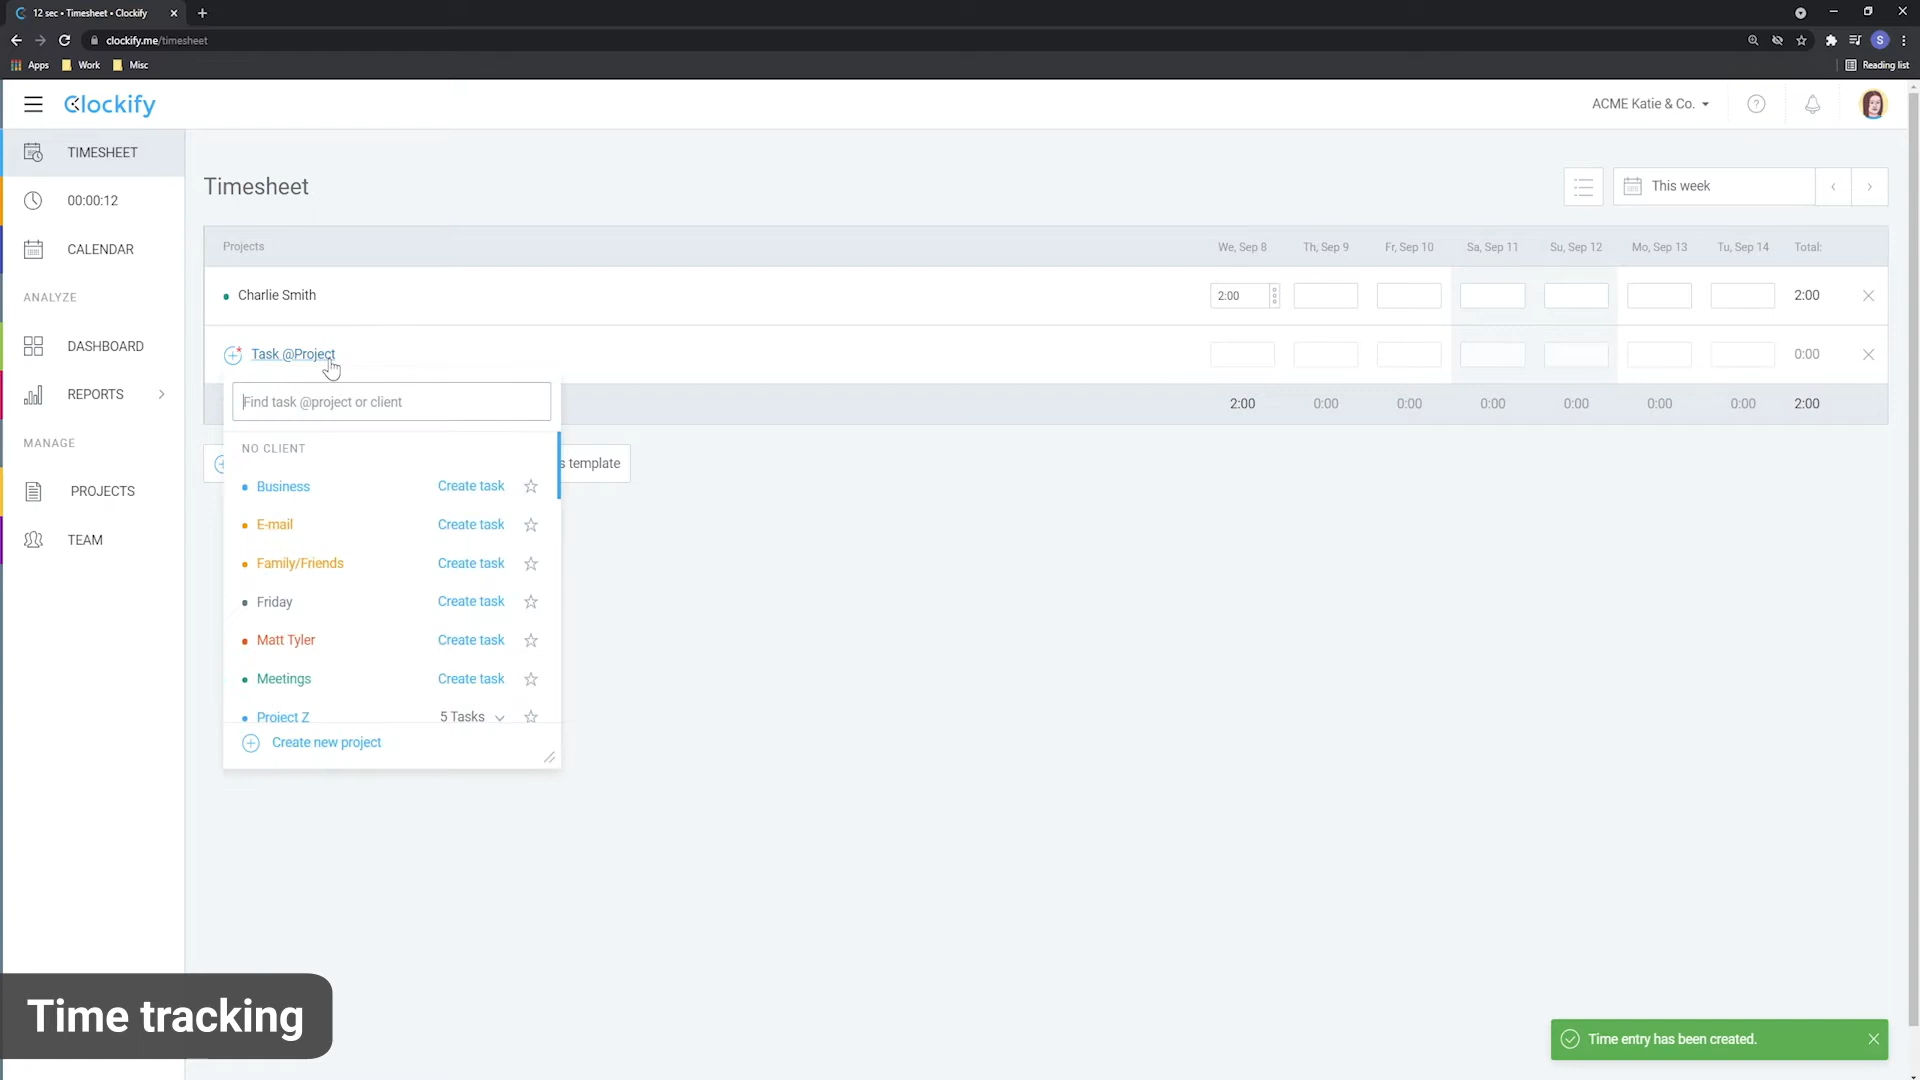 12 sec • Timesheet • Clockify
clockify.me/timesheet
Apps Work Misc Reading list
S
Clockify ACME Katie & Co.
TIMESHEET
00:00:12
CALENDAR
ANALYZE
DASHBOARD
REPORTS
MANAGE
PROJECTS
TEAM
Timesheet This week
Projects We, Sep 8 Th, Sep 9 Fr, Sep 10 Sa, Sep 11 Su, Sep 12 Mo, Sep 13 Tu, Sep 14 Total:
Charlie Smith 2:00 2:00
Task @Project 0:00
2:00 0:00 0:00 0:00 0:00 0:00 0:00 2:00
Find task @project or client
s template
NO CLIENT
Business Create task
E-mail Create task
Family/Friends Create task
Friday Create task
Matt Tyler Create task
Meetings Create task
Project Z 5 Tasks
Create new project
Time tracking
Time entry has been created.